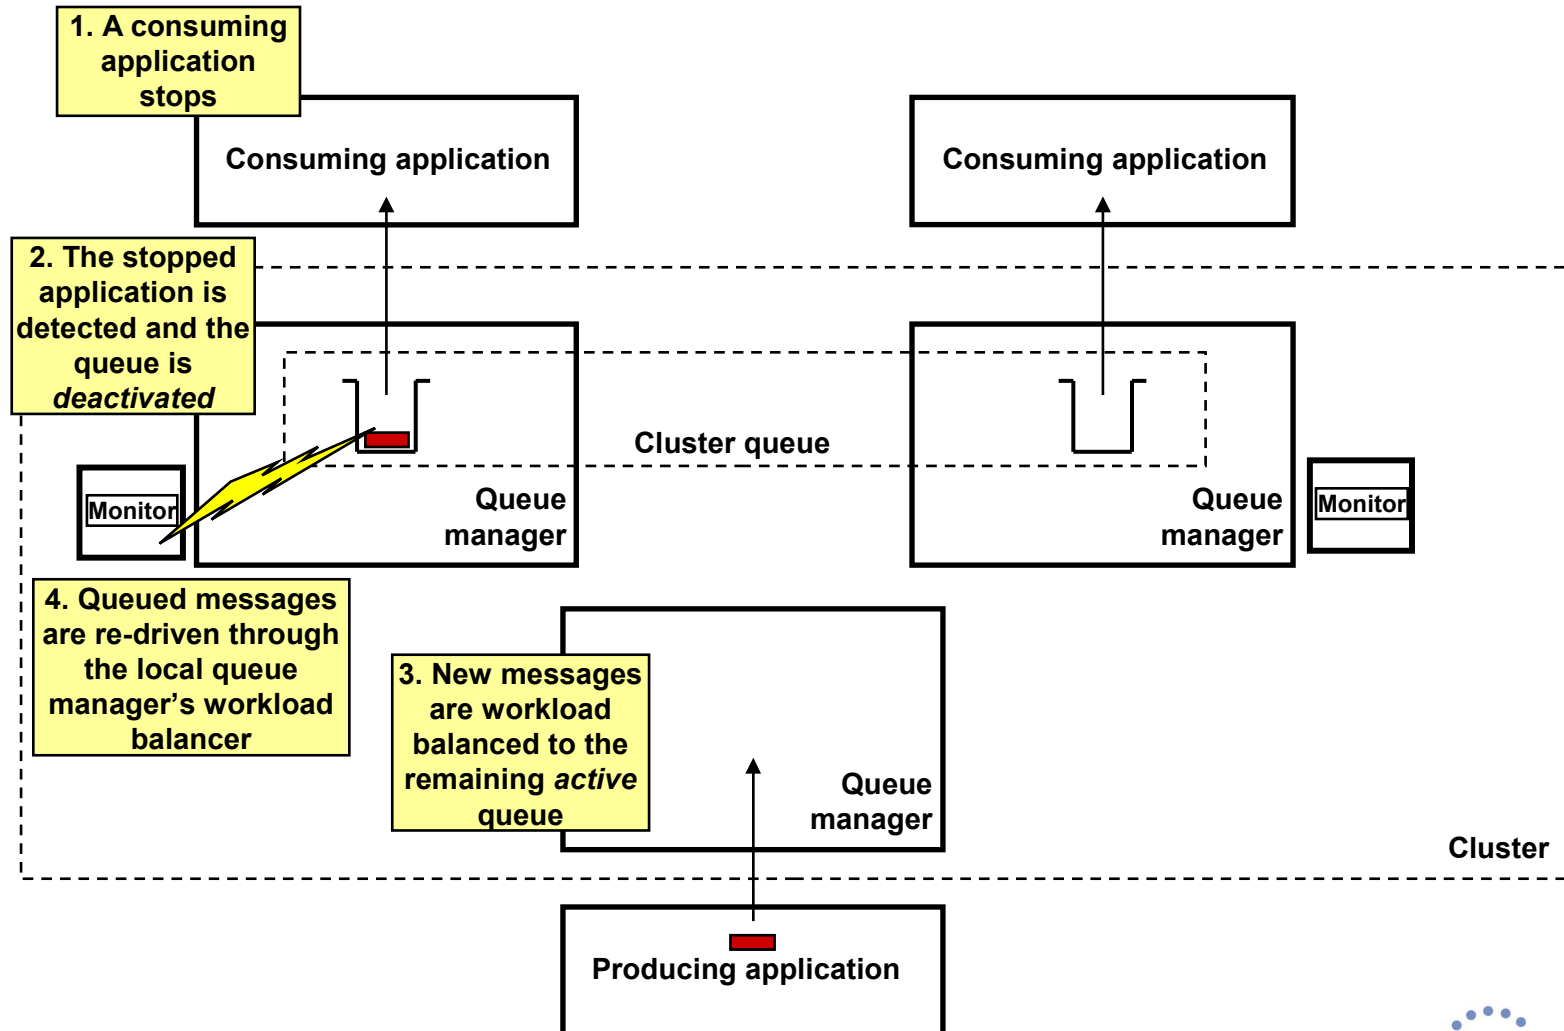 1. A consuming
application
stops
Consuming application
Consuming application
2. The stopped
application is
detected and the
queue is
deactivated
Cluster queue
Queue
manager
Queue
manager
Monitor
Monitor
4. Queued messages
are re-driven through
the local queue
manager’s workload
balancer
3. New messages
are workload
balanced to the
remaining active
queue
Queue
manager
Cluster
Producing application